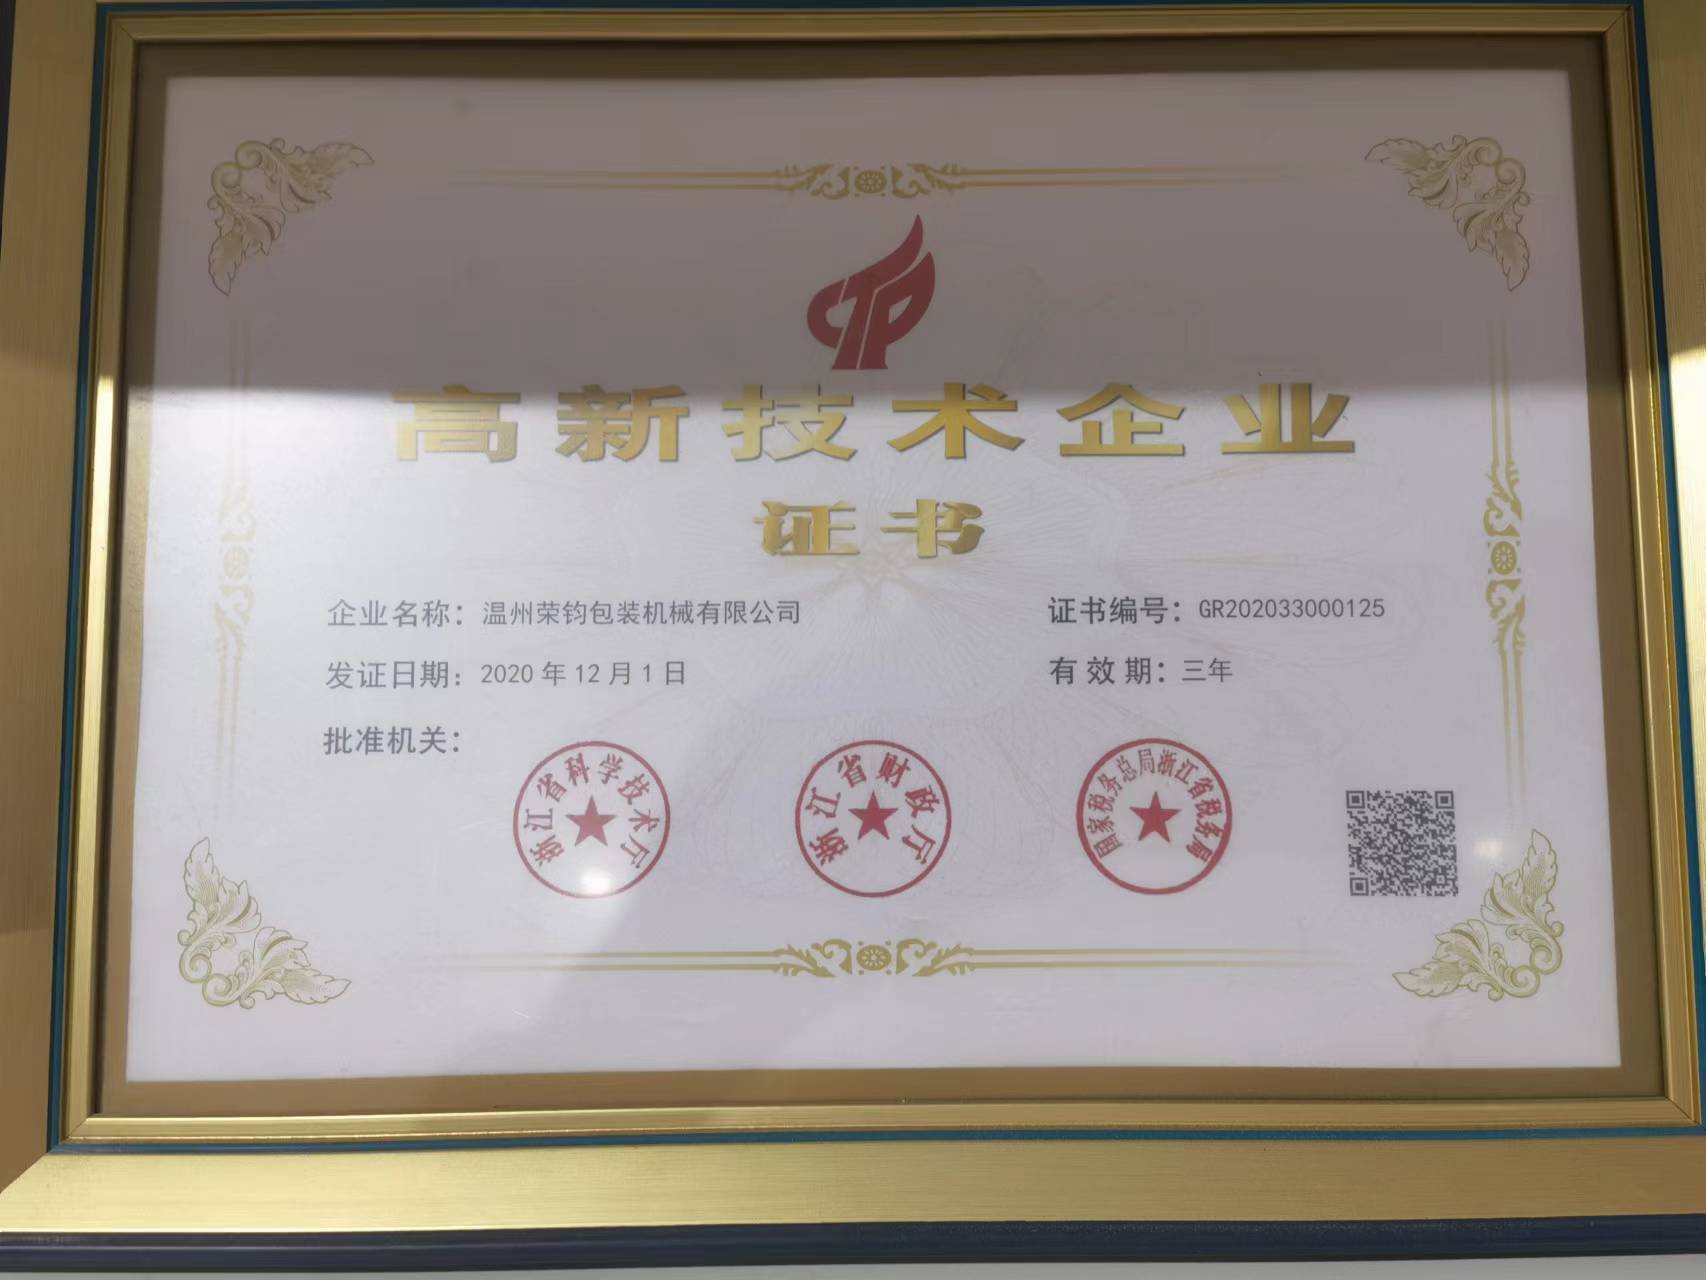 CTP
高新技术企业
证书
企业名称：温州荣钧包装机械有限公司
证书编号：GR202033000125
发证日期：2020年12月1日
有效期：三年
批准机关：
浙江省科学技术厅
浙江省财政厅
国家税务总局浙江省税务局